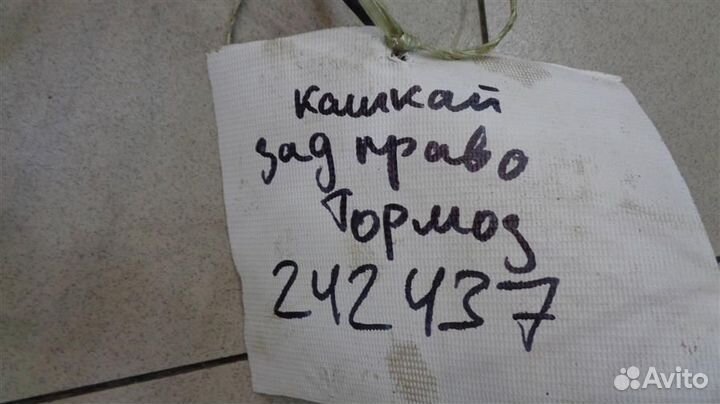 кашкай
зад право
Тормоз
242437
Avito